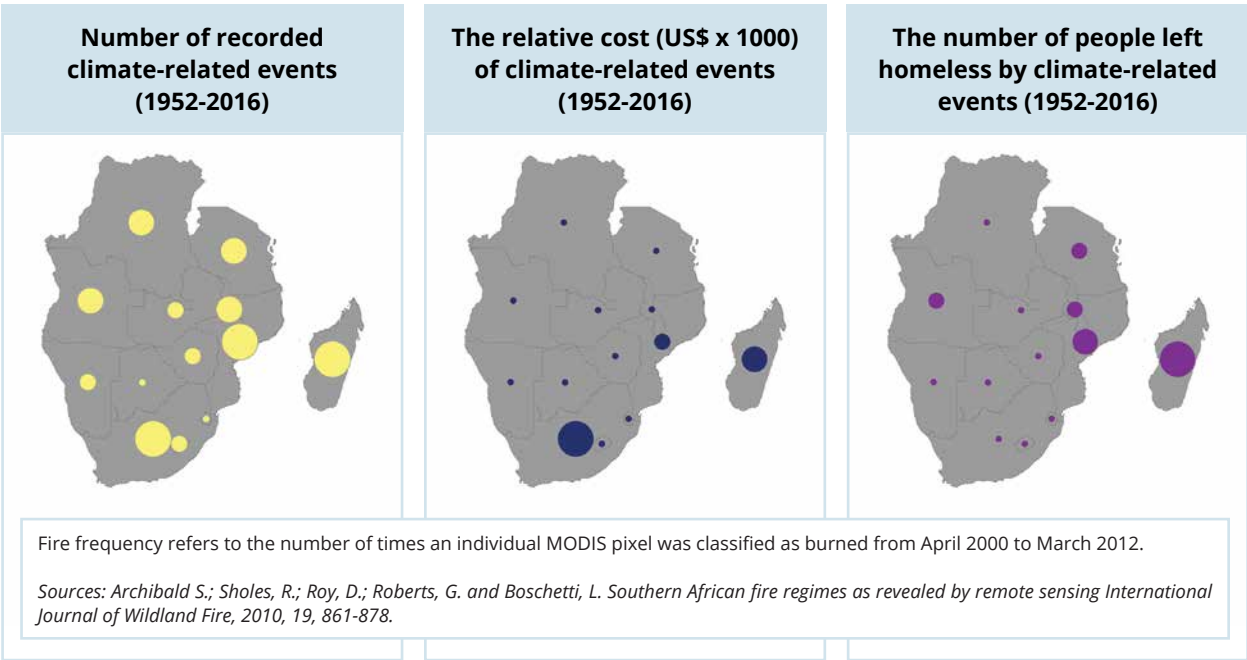 Number of recorded
climate-related events
(1952-2016)
The relative cost (US$ x 1000)
of climate-related events
(1952-2016)
The number of people left
homeless by climate-related
events (1952-2016)
Fire frequency refers to the number of times an individual MODIS pixel was classified as burned from April 2000 to March 2012.
Sources: Archibald S.; Sholes, R.; Roy, D.; Roberts, G. and Boschetti, L. Southern African fire regimes as revealed by remote sensing International
Journal of Wildland Fire, 2010, 19, 861-878.